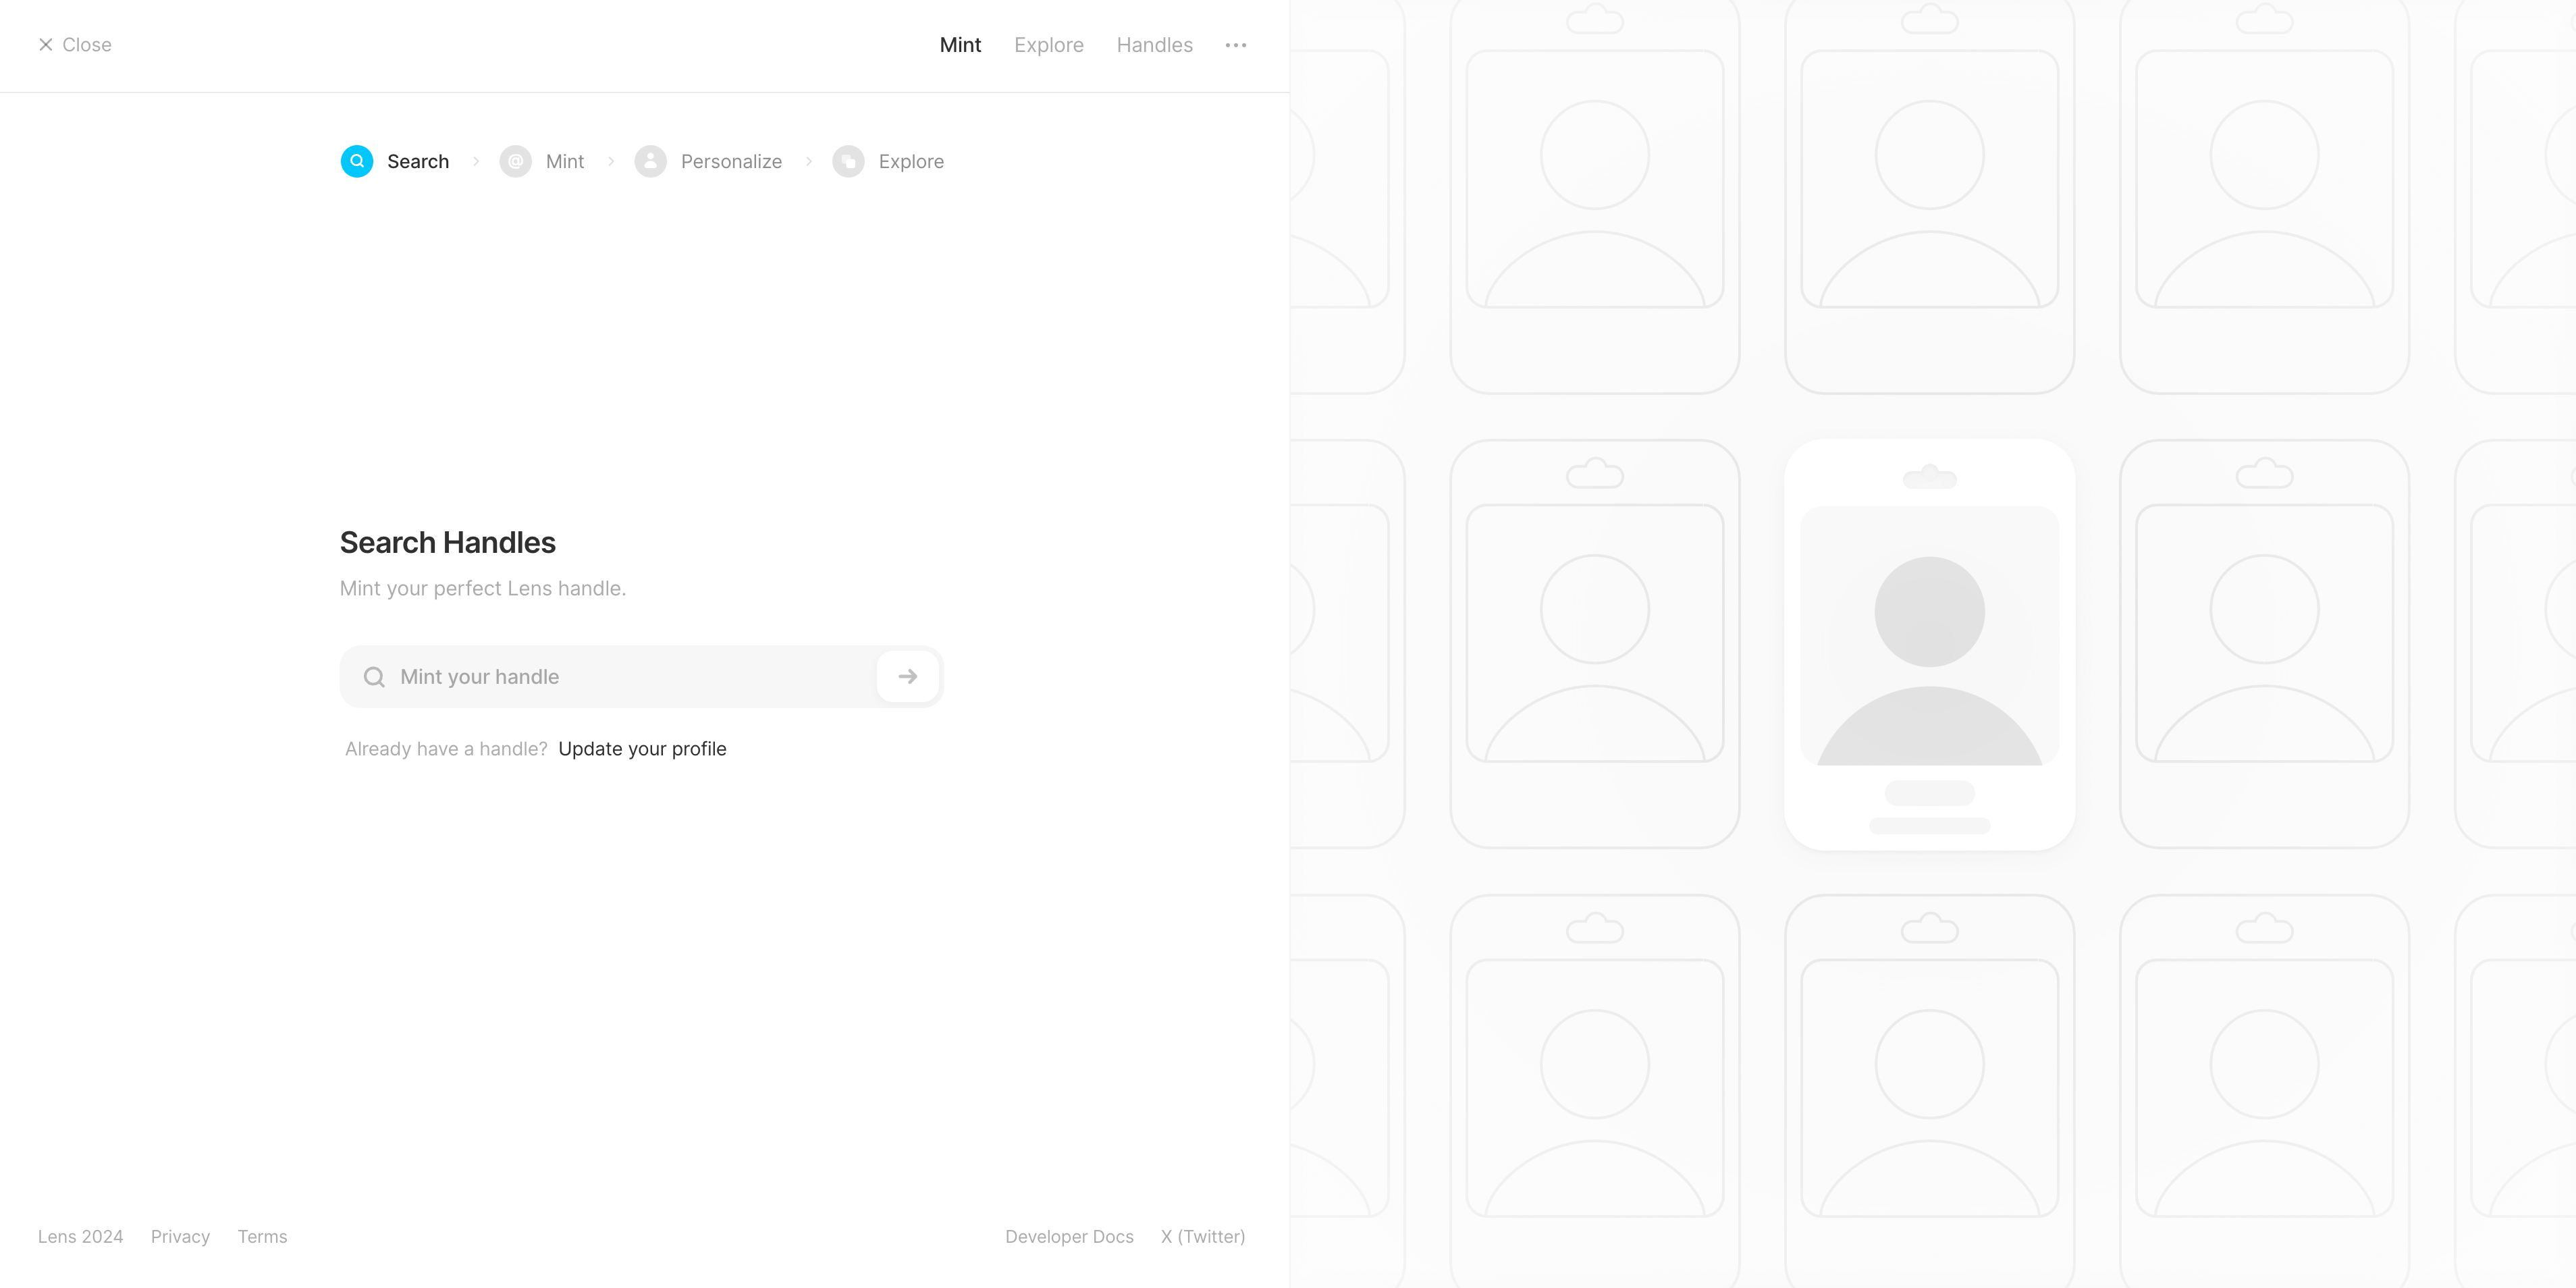 Close
Mint Explore Handles
Search Mint Personalize Explore
Search Handles
Mint your perfect Lens handle.
Mint your handle
Already have a handle? Update your profile
Lens 2024 Privacy Terms
Developer Docs X (Twitter)